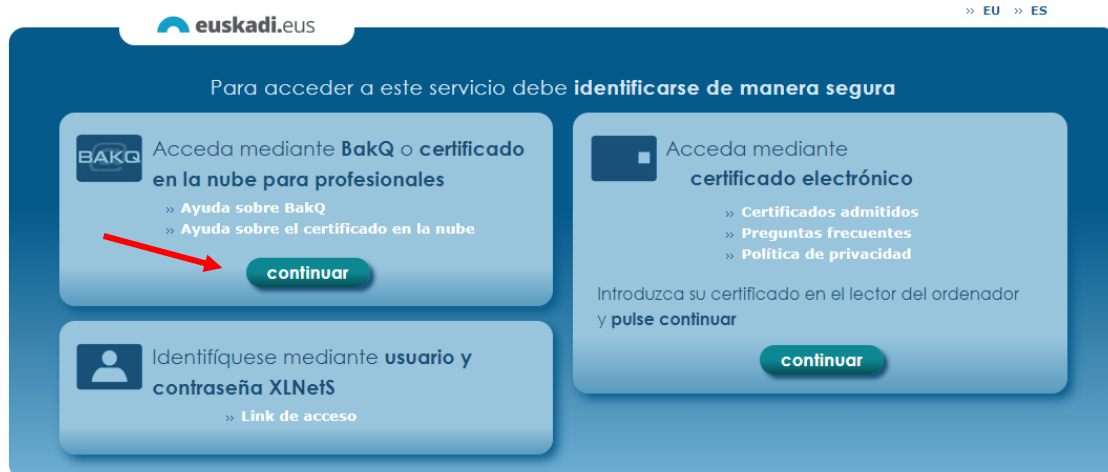 » EU » ES
euskadi.eus
Para acceder a este servicio debe identificarse de manera segura
BAKQ
Acceda mediante BakQ o certificado
en la nube para profesionales
» Ayuda sobre BakQ
» Ayuda sobre el certificado en la nube
continuar
Identifíquese mediante usuario y
contraseña XLNetS
» Link de acceso
Acceda mediante
certificado electrónico
» Certificados admitidos
» Preguntas frecuentes
» Política de privacidad
Introduzca su certificado en el lector del ordenador
y pulse continuar
continuar